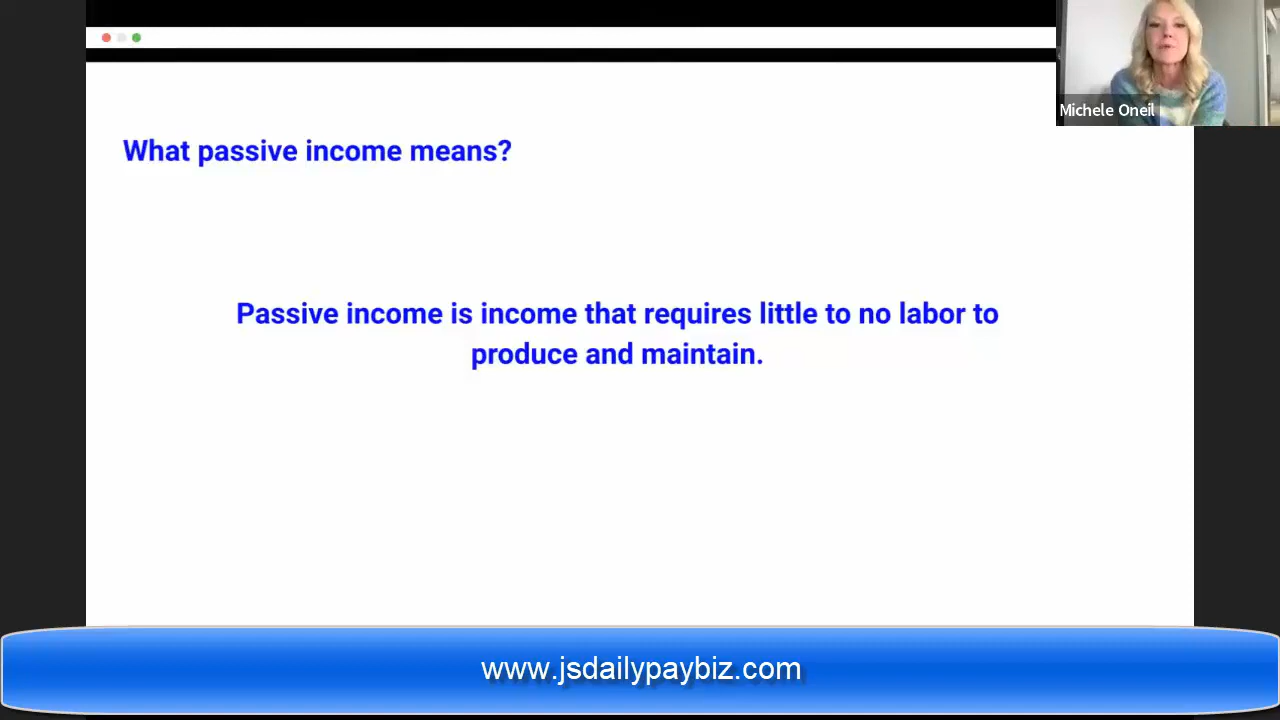 Michele Oneil
What passive income means?
Passive income is income that requires little to no labor to
produce and maintain.
www.jsdailypaybiz.com